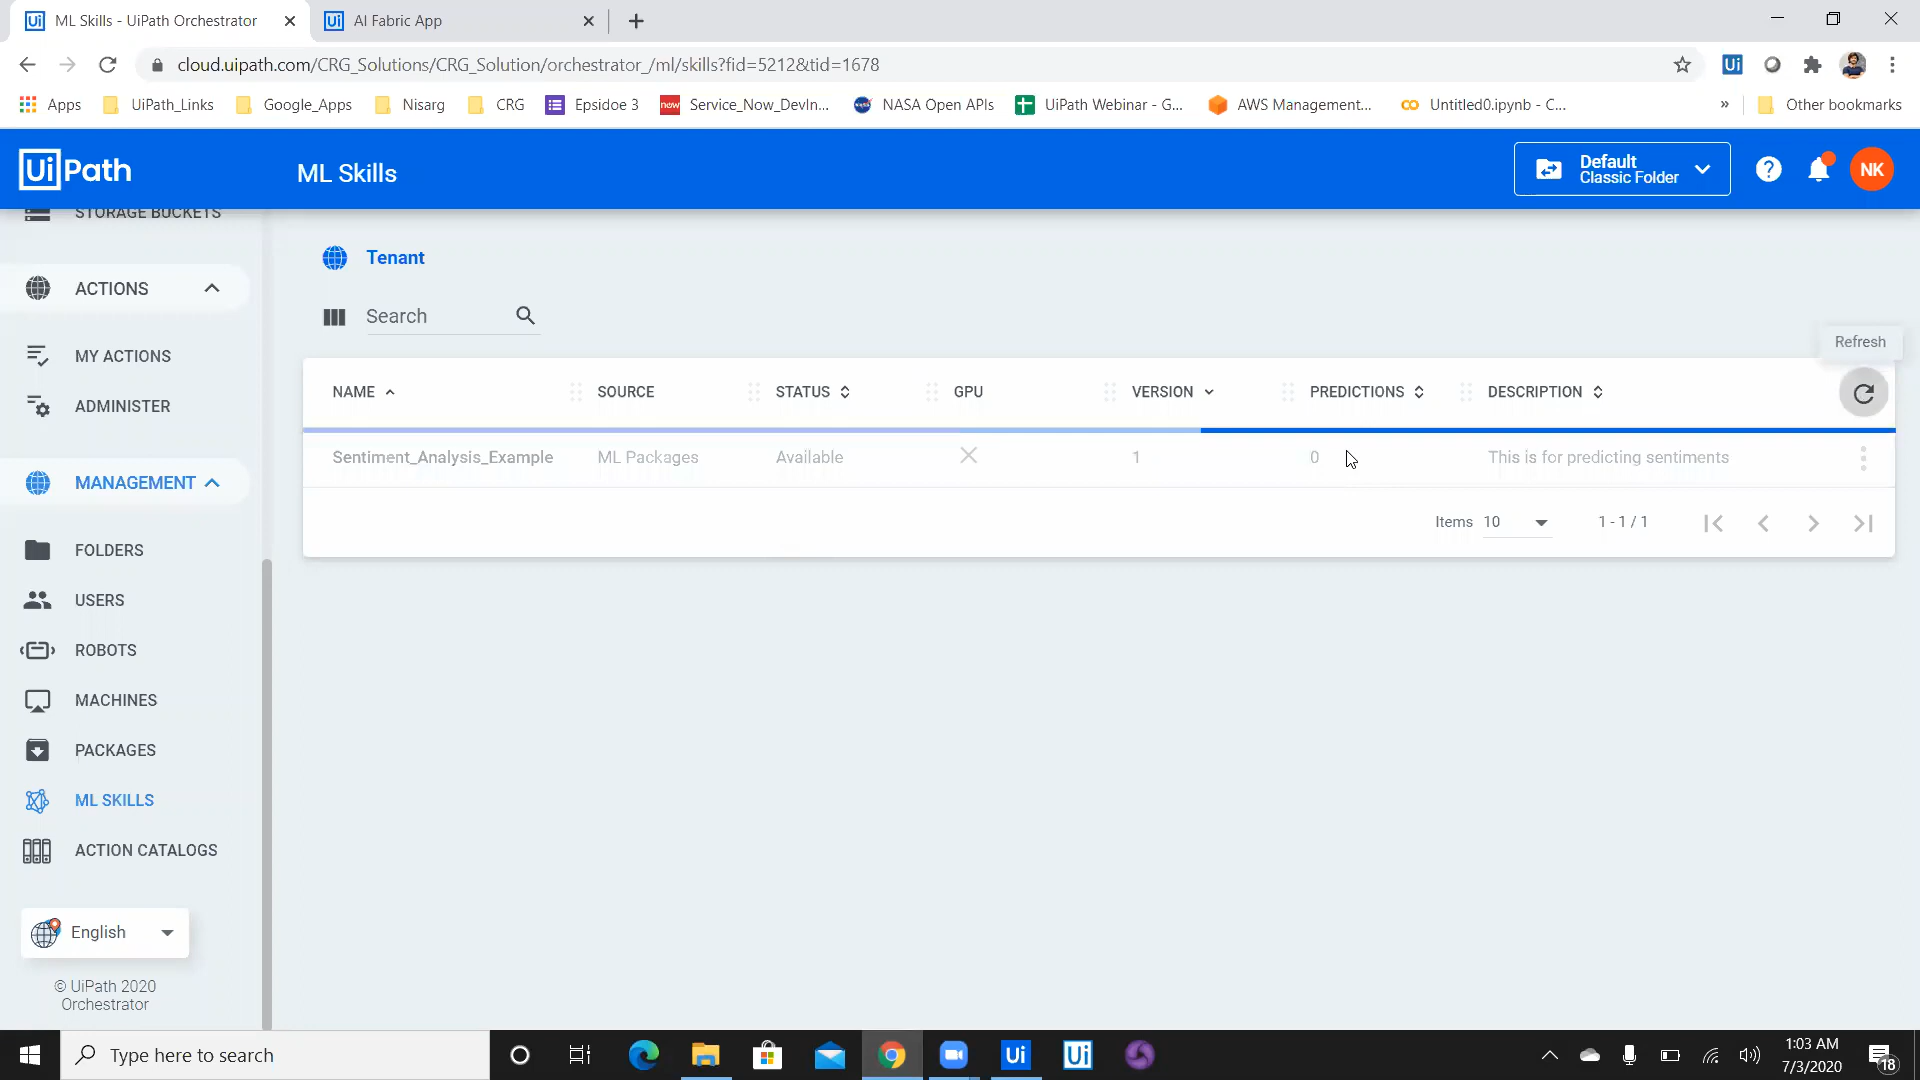 ML Skills - UiPath Orchestrator
AI Fabric App
cloud.uipath.com/CRG_Solutions/CRG_Solution/orchestrator_/ml/skills?fid=5212&tid=1678
Apps
UiPath_Links
Google_Apps
Nisarg
CRG
Epsidoe 3
Service_Now_DevIn...
NASA Open APIs
UiPath Webinar - G...
AWS Management...
Untitled0.ipynb - C...
»
Other bookmarks
UiPath
ML Skills
Default
Classic Folder
NK
STORAGE BUCKETS
ACTIONS
MY ACTIONS
ADMINISTER
MANAGEMENT
FOLDERS
USERS
ROBOTS
MACHINES
PACKAGES
ML SKILLS
ACTION CATALOGS
English
© UiPath 2020
Orchestrator
Tenant
Search
Refresh
NAME SOURCE STATUS GPU VERSION PREDICTIONS DESCRIPTION
Sentiment_Analysis_Example ML Packages Available 1 0 This is for predicting sentiments
Items 10 1 - 1 / 1
Type here to search
1:03 AM
7/3/2020
18